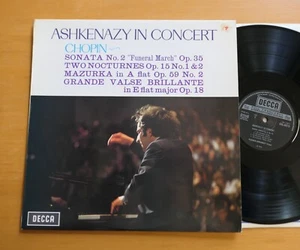 ASHKENAZY IN CONCERT
CHOPIN
SONATA No. 2 "Funeral March" Op. 35
TWO NOCTURNES Op. 15 No. 1 & 2
MAZURKA in A flat Op. 59 No. 2
GRANDE VALSE BRILLANTE
in E flat major Op. 18
DECCA
DECCA